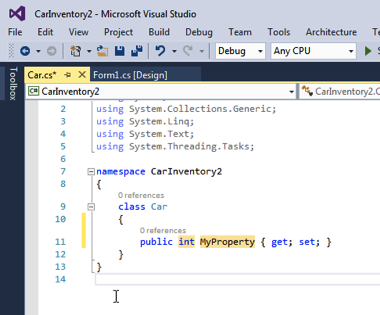 CarInventory2 - Microsoft Visual Studio
File Edit View Project Build Debug Team Tools Architecture
Debug Any CPU
Toolbox
Car.cs* Form1.cs [Design]
C# CarInventory2 CarInventory2.C
2 using System.Collections.Generic;
3 using System.Linq;
4 using System.Text;
5 using System.Threading.Tasks;
6
7 namespace CarInventory2
8 {
0 references
9 class Car
10 {
0 references
11 public int MyProperty { get; set; }
12 }
13 }
14